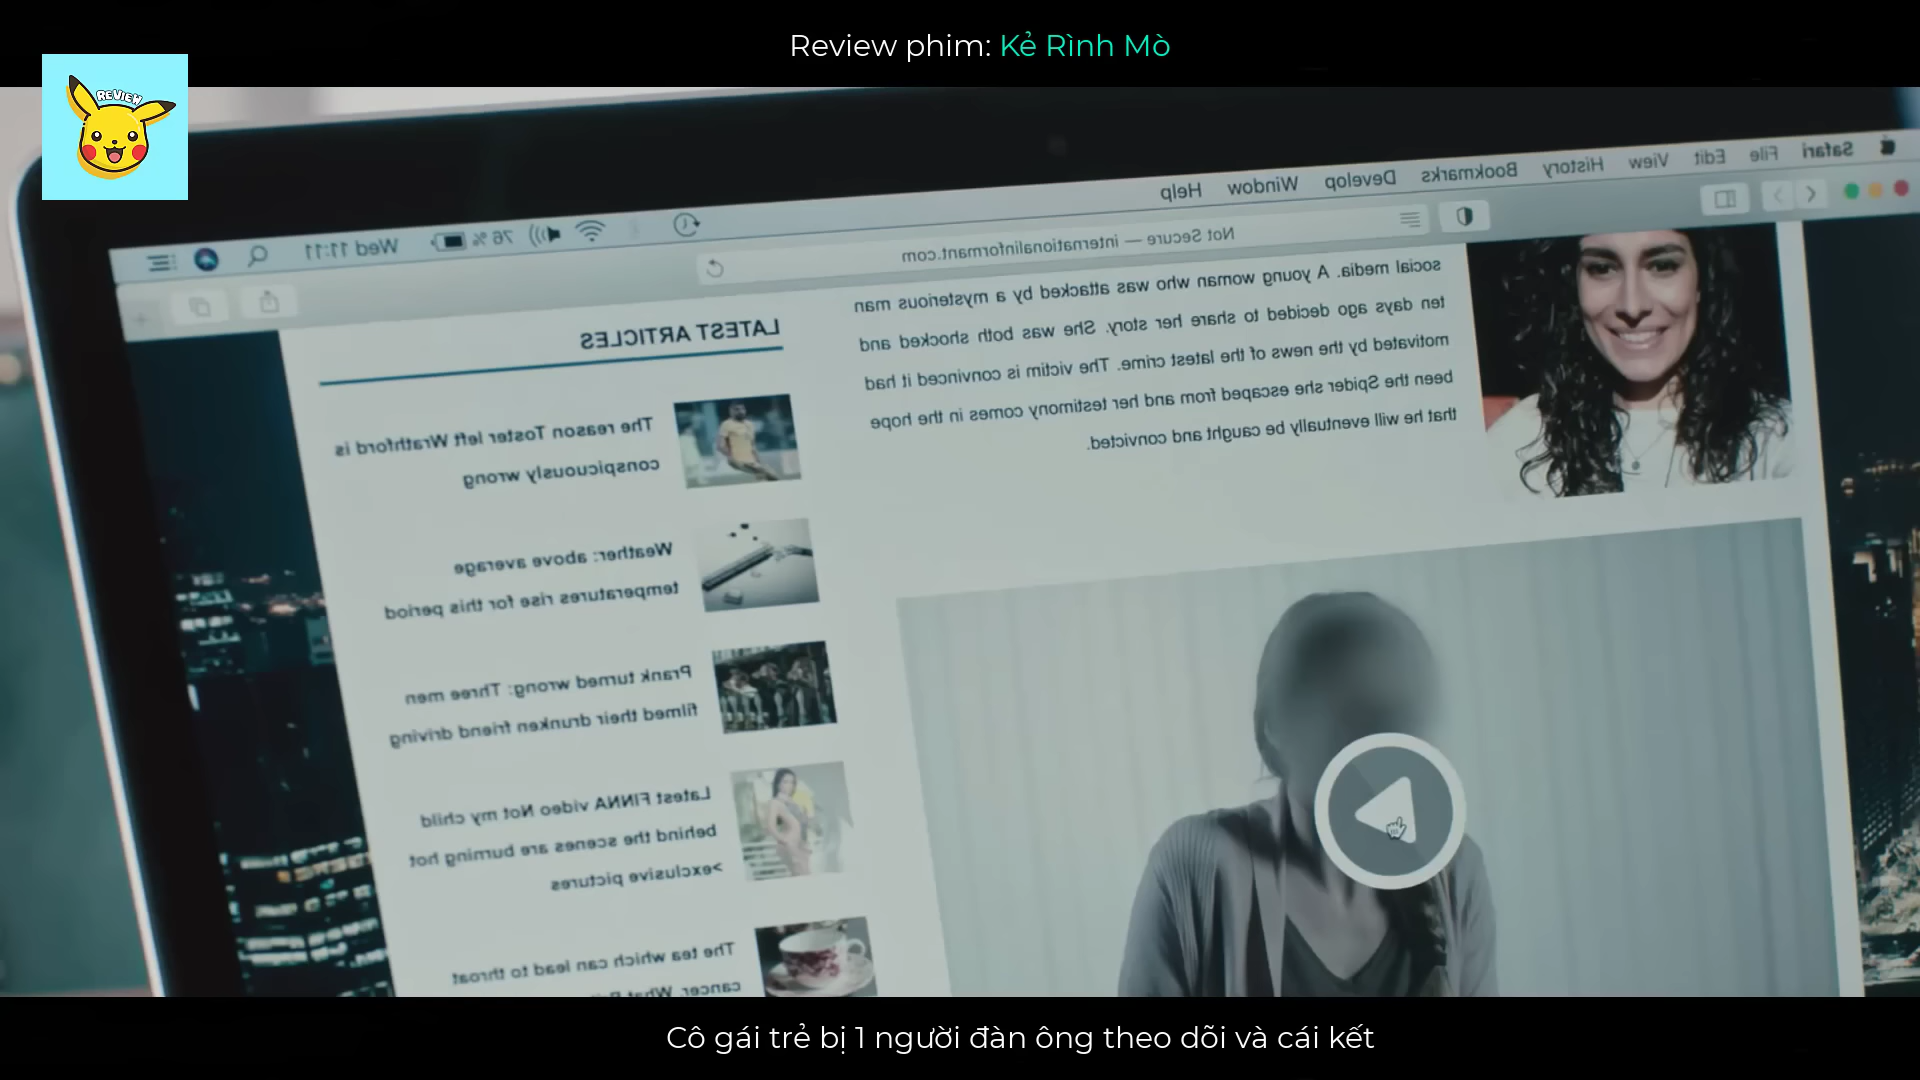 Review phim: Kẻ Rình Mò
REVIEW
Safari File Edit View History Bookmarks Develop Window Help
76 % Wed 11:11
Not Secure — internationalinformant.com
social media. A young woman who was attacked by a mysterious man
ten days ago decided to share her story. She was both shocked and
motivated by the news of the latest crime. The victim is convinced it had
been the Spider she escaped from and her testimony comes in the hope
that he will eventually be caught and convicted.
LATEST ARTICLES
The reason Toster left Wrathford is
conspicuously wrong
Weather: above average
temperatures rise for this period
Prank turned wrong: Three men
filmed their drunken friend driving
Latest FINNA video Not my child
behind the scenes are burning hot
>exclusive pictures
The tea which can lead to throat
cancer. What
Cô gái trẻ bị 1 người đàn ông theo dõi và cái kết